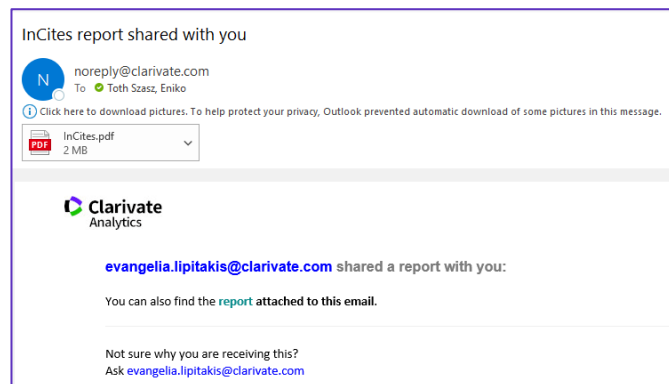 InCites report shared with you
N
noreply@clarivate.com
To Toth Szasz, Eniko
Click here to download pictures. To help protect your privacy, Outlook prevented automatic download of some pictures in this message.
PDF
InCites.pdf
2 MB
Clarivate
Analytics
evangelia.lipitakis@clarivate.com shared a report with you:
You can also find the report attached to this email.
Not sure why you are receiving this?
Ask evangelia.lipitakis@clarivate.com